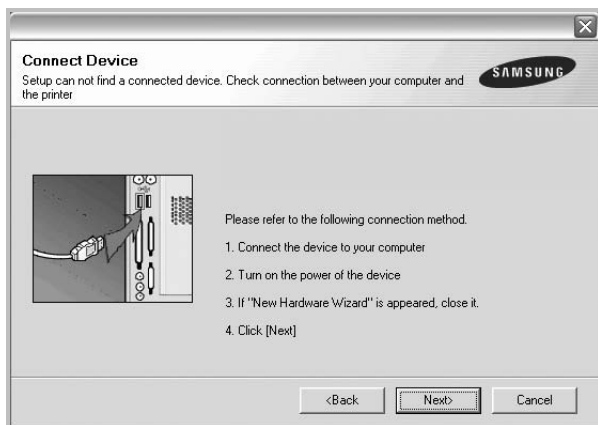 Connect Device
Setup can not find a connected device. Check connection between your computer and
the printer
SAMSUNG
Please refer to the following connection method.
1. Connect the device to your computer
2. Turn on the power of the device
3. If "New Hardware Wizard" is appeared, close it.
4. Click [Next]
<Back
Next>
Cancel